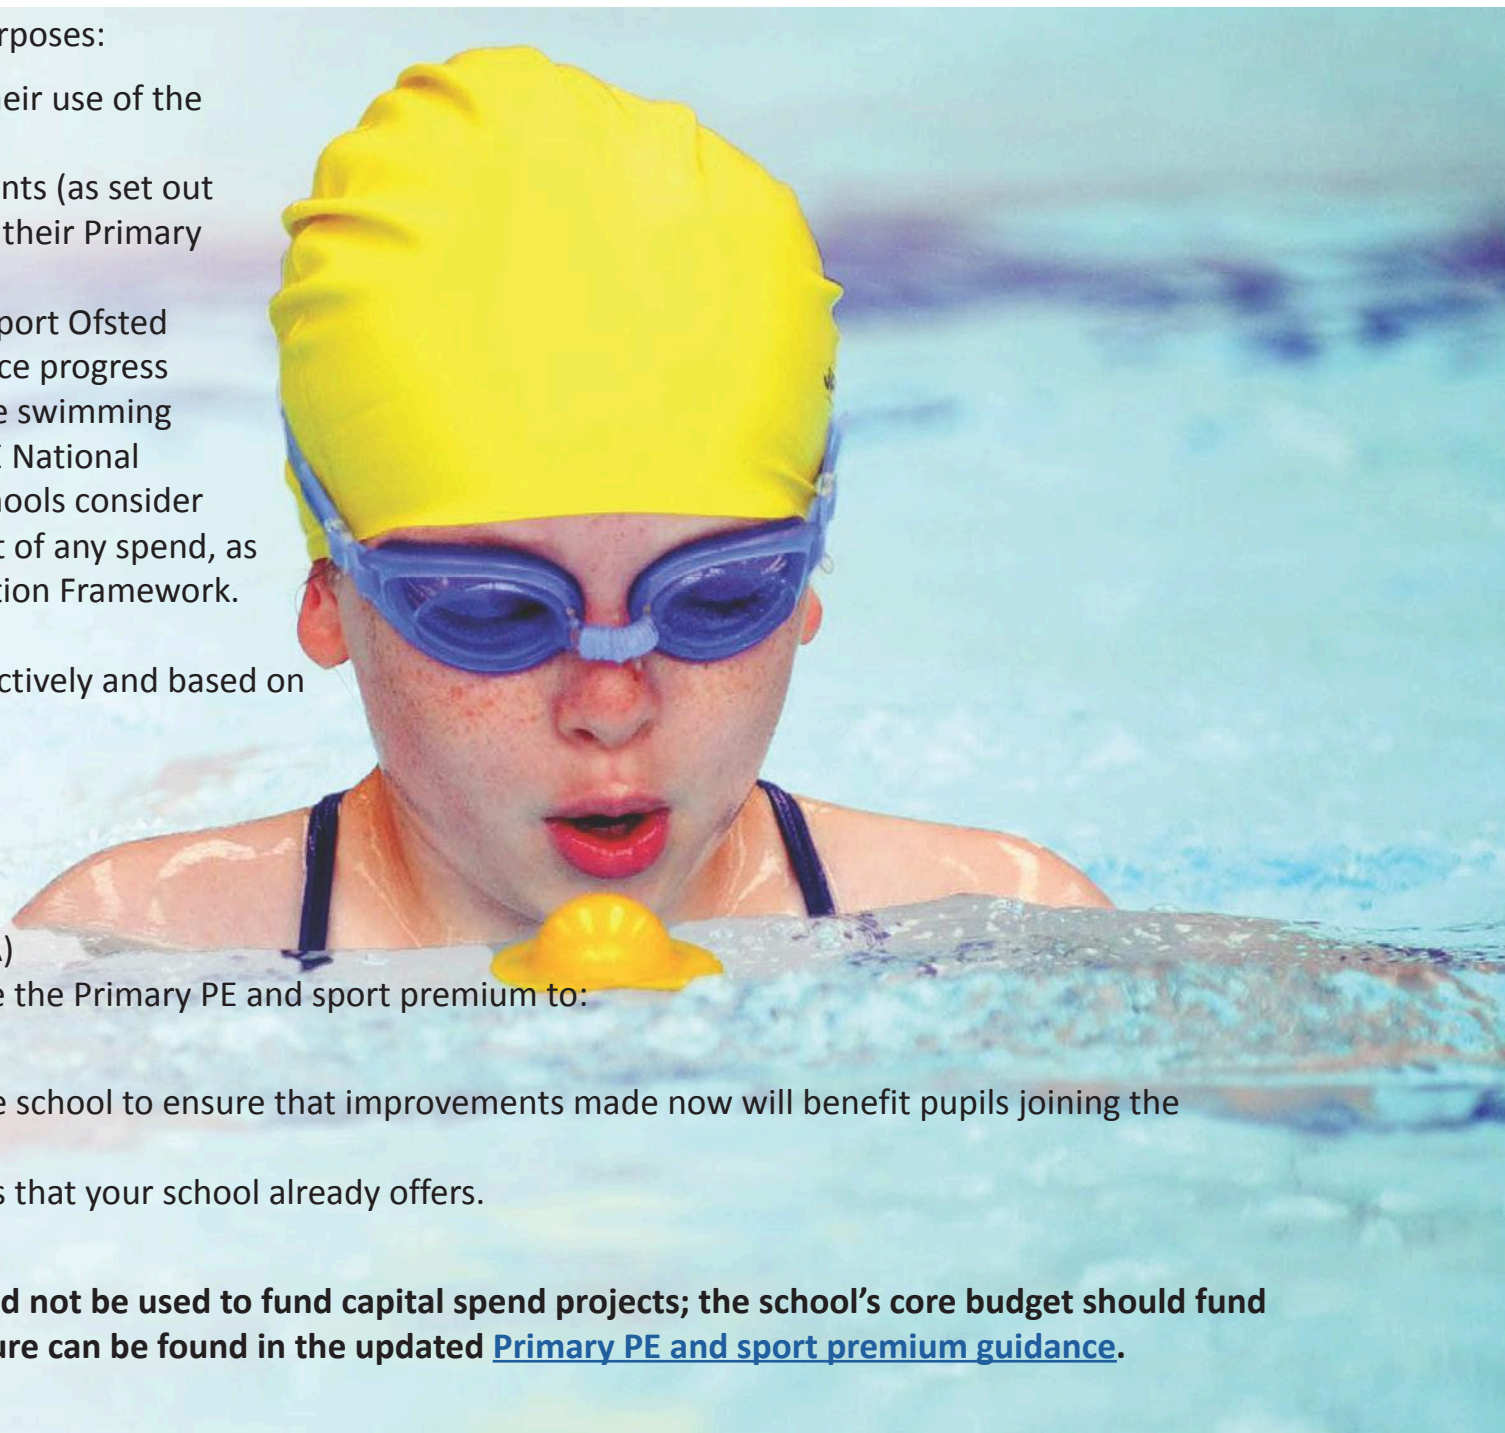 rposes:
eir use of the
nts (as set out
their Primary
port Ofsted
ce progress
e swimming
National
ools consider
t of any spend, as
tion Framework.
ctively and based on
)
e the Primary PE and sport premium to:
e school to ensure that improvements made now will benefit pupils joining the
s that your school already offers.
d not be used to fund capital spend projects; the school’s core budget should fund
ure can be found in the updated Primary PE and sport premium guidance.